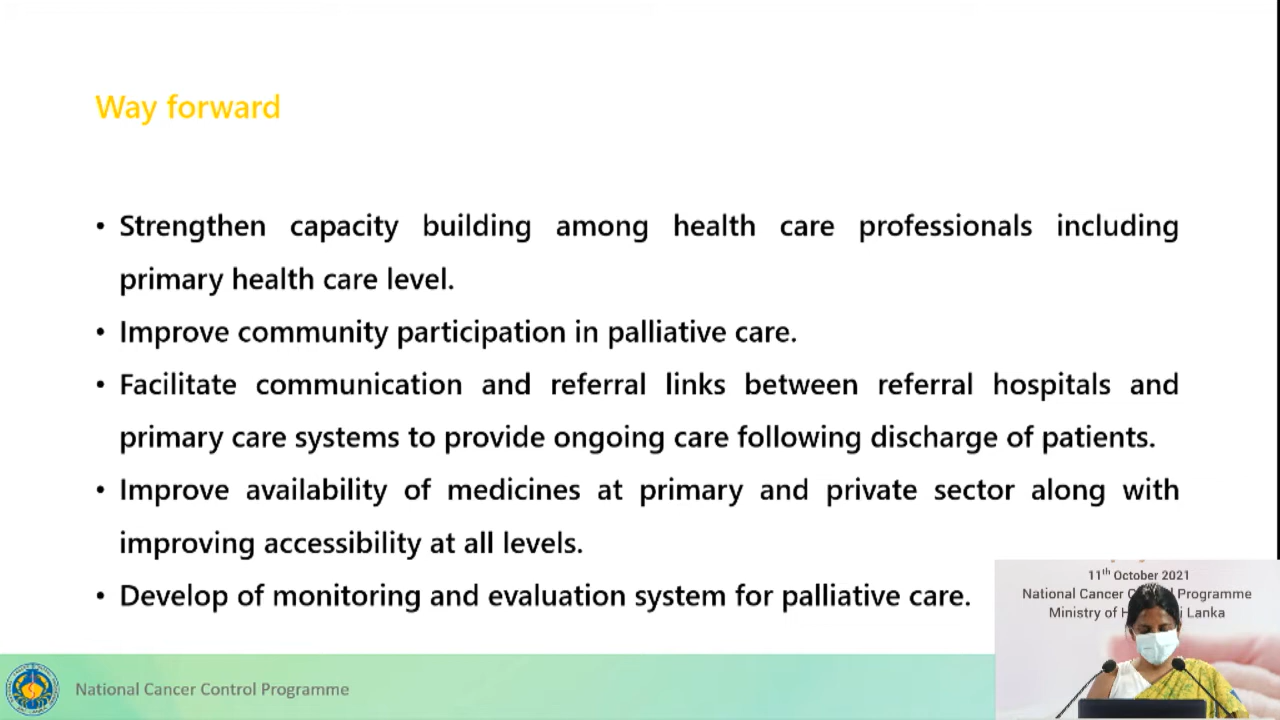 Way forward
• Strengthen capacity building among health care professionals including
primary health care level.
• Improve community participation in palliative care.
• Facilitate communication and referral links between referral hospitals and
primary care systems to provide ongoing care following discharge of patients.
• Improve availability of medicines at primary and private sector along with
improving accessibility at all levels.
• Develop of monitoring and evaluation system for palliative care.
11th October 2021
National Cancer C l Programme
Ministry of H i Lanka
National Cancer Control Programme